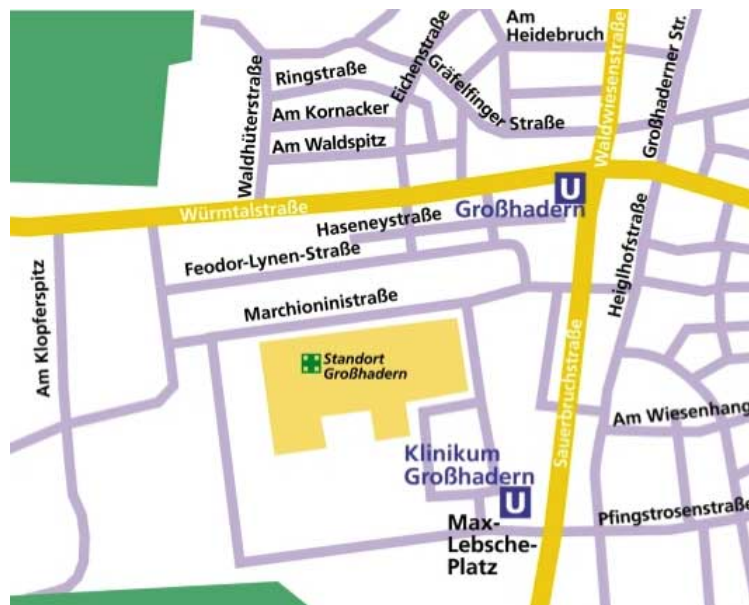 Am
Heidebruch
Großhaderner Str.
Waldwiesenstraße
Eichenstraße
Gräfelfinger Straße
Ringstraße
Waldhüterstraße
Am Kornacker
Am Waldspitz
U
Großhadern
Würmtalstraße
Haseneystraße
Feodor-Lynen-Straße
Heiglhofstraße
Marchioninistraße
Am Klopferspitz
Standort
Großhadern
Sauerbruchstraße
Am Wiesenhang
Klinikum
Großhadern
U
Pfingstrosenstraße
Max-
Lebsche-
Platz